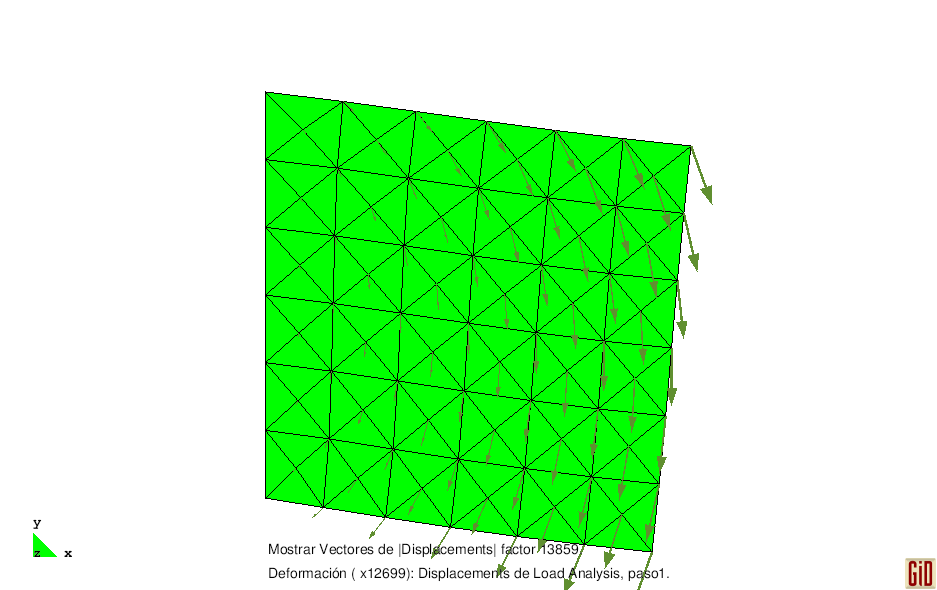 y
z x
Mostrar Vectores de |Displacements| factor 13859.
Deformación ( x12699): Displacements de Load Analysis, paso1.
GiD